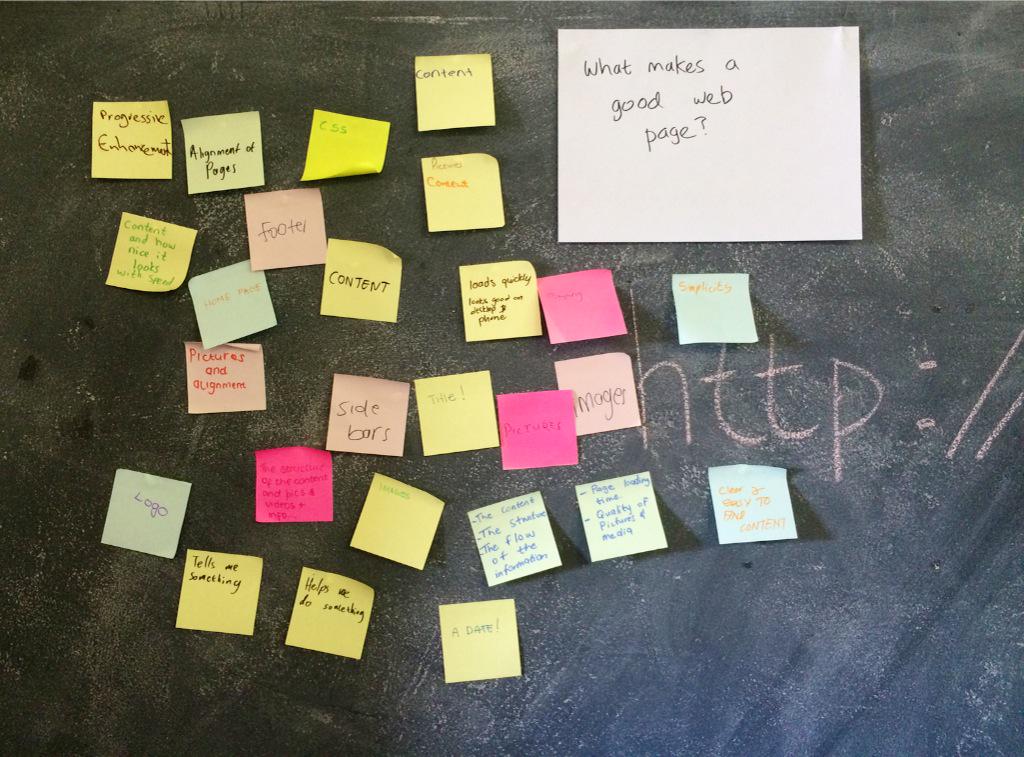 What makes a
good web
page?
Content
Progressive
Enhancement
Alignment of
Pages
CSS
Pictures
Content
Content
and how
nice it
looks
with speed
footer
CONTENT
HOME PAGE
loads quickly
looks good on
desktop &
phone
Simplicity
Pictures
and
alignment
Side
bars
Title!
PICTURES
Images
http://
LOGO
The structure
of the content
and pics &
videos +
info...
IMAGES
- The content
- The structure
- The flow
of the
information
- Page loading
time.
- Quality of
Pictures &
media
Clear &
easy TO
FIND
CONTENT
Tells me
something
Helps me
do something
A DATE!